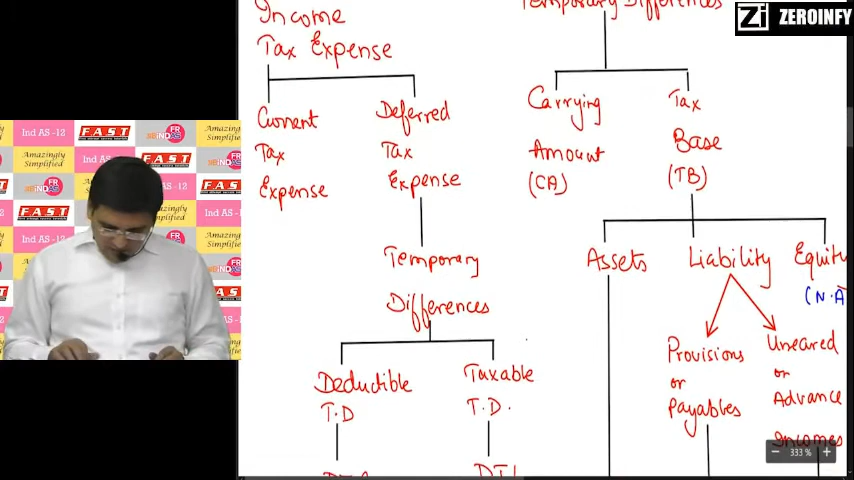 Income
Tax Expense
Temporary Differences
ZEROINFY
Current
Tax
Expense
Deferred
Tax
Expense
Carrying
Amount
(CA)
Tax
Base
(TB)
Temporary
Differences
Assets
Liability
Equity
(N.A
Deductible
T.D
Taxable
T.D.
Provisions
or
Payables
Uneared
or
Advance
Incomes
DTL
333 %
Ind AS -12
FAST
Amazingly
Simplified